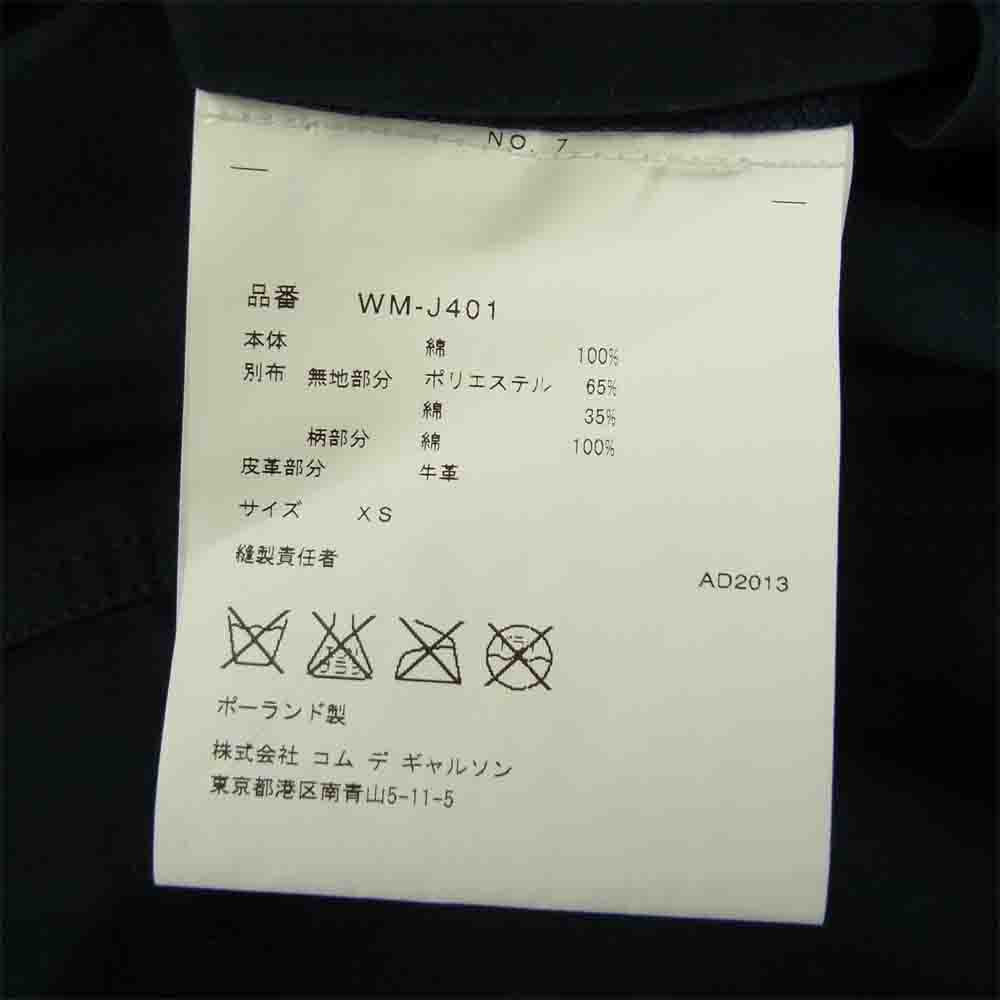 NO. 7
品番 WM-J401
本体 綿 100%
別布 無地部分 ポリエステル 65%
綿 35%
柄部分 綿 100%
皮革部分 牛革
サイズ XS
縫製責任者
AD2013
ポーランド製
株式会社 コム デ ギャルソン
東京都港区南青山5-11-5